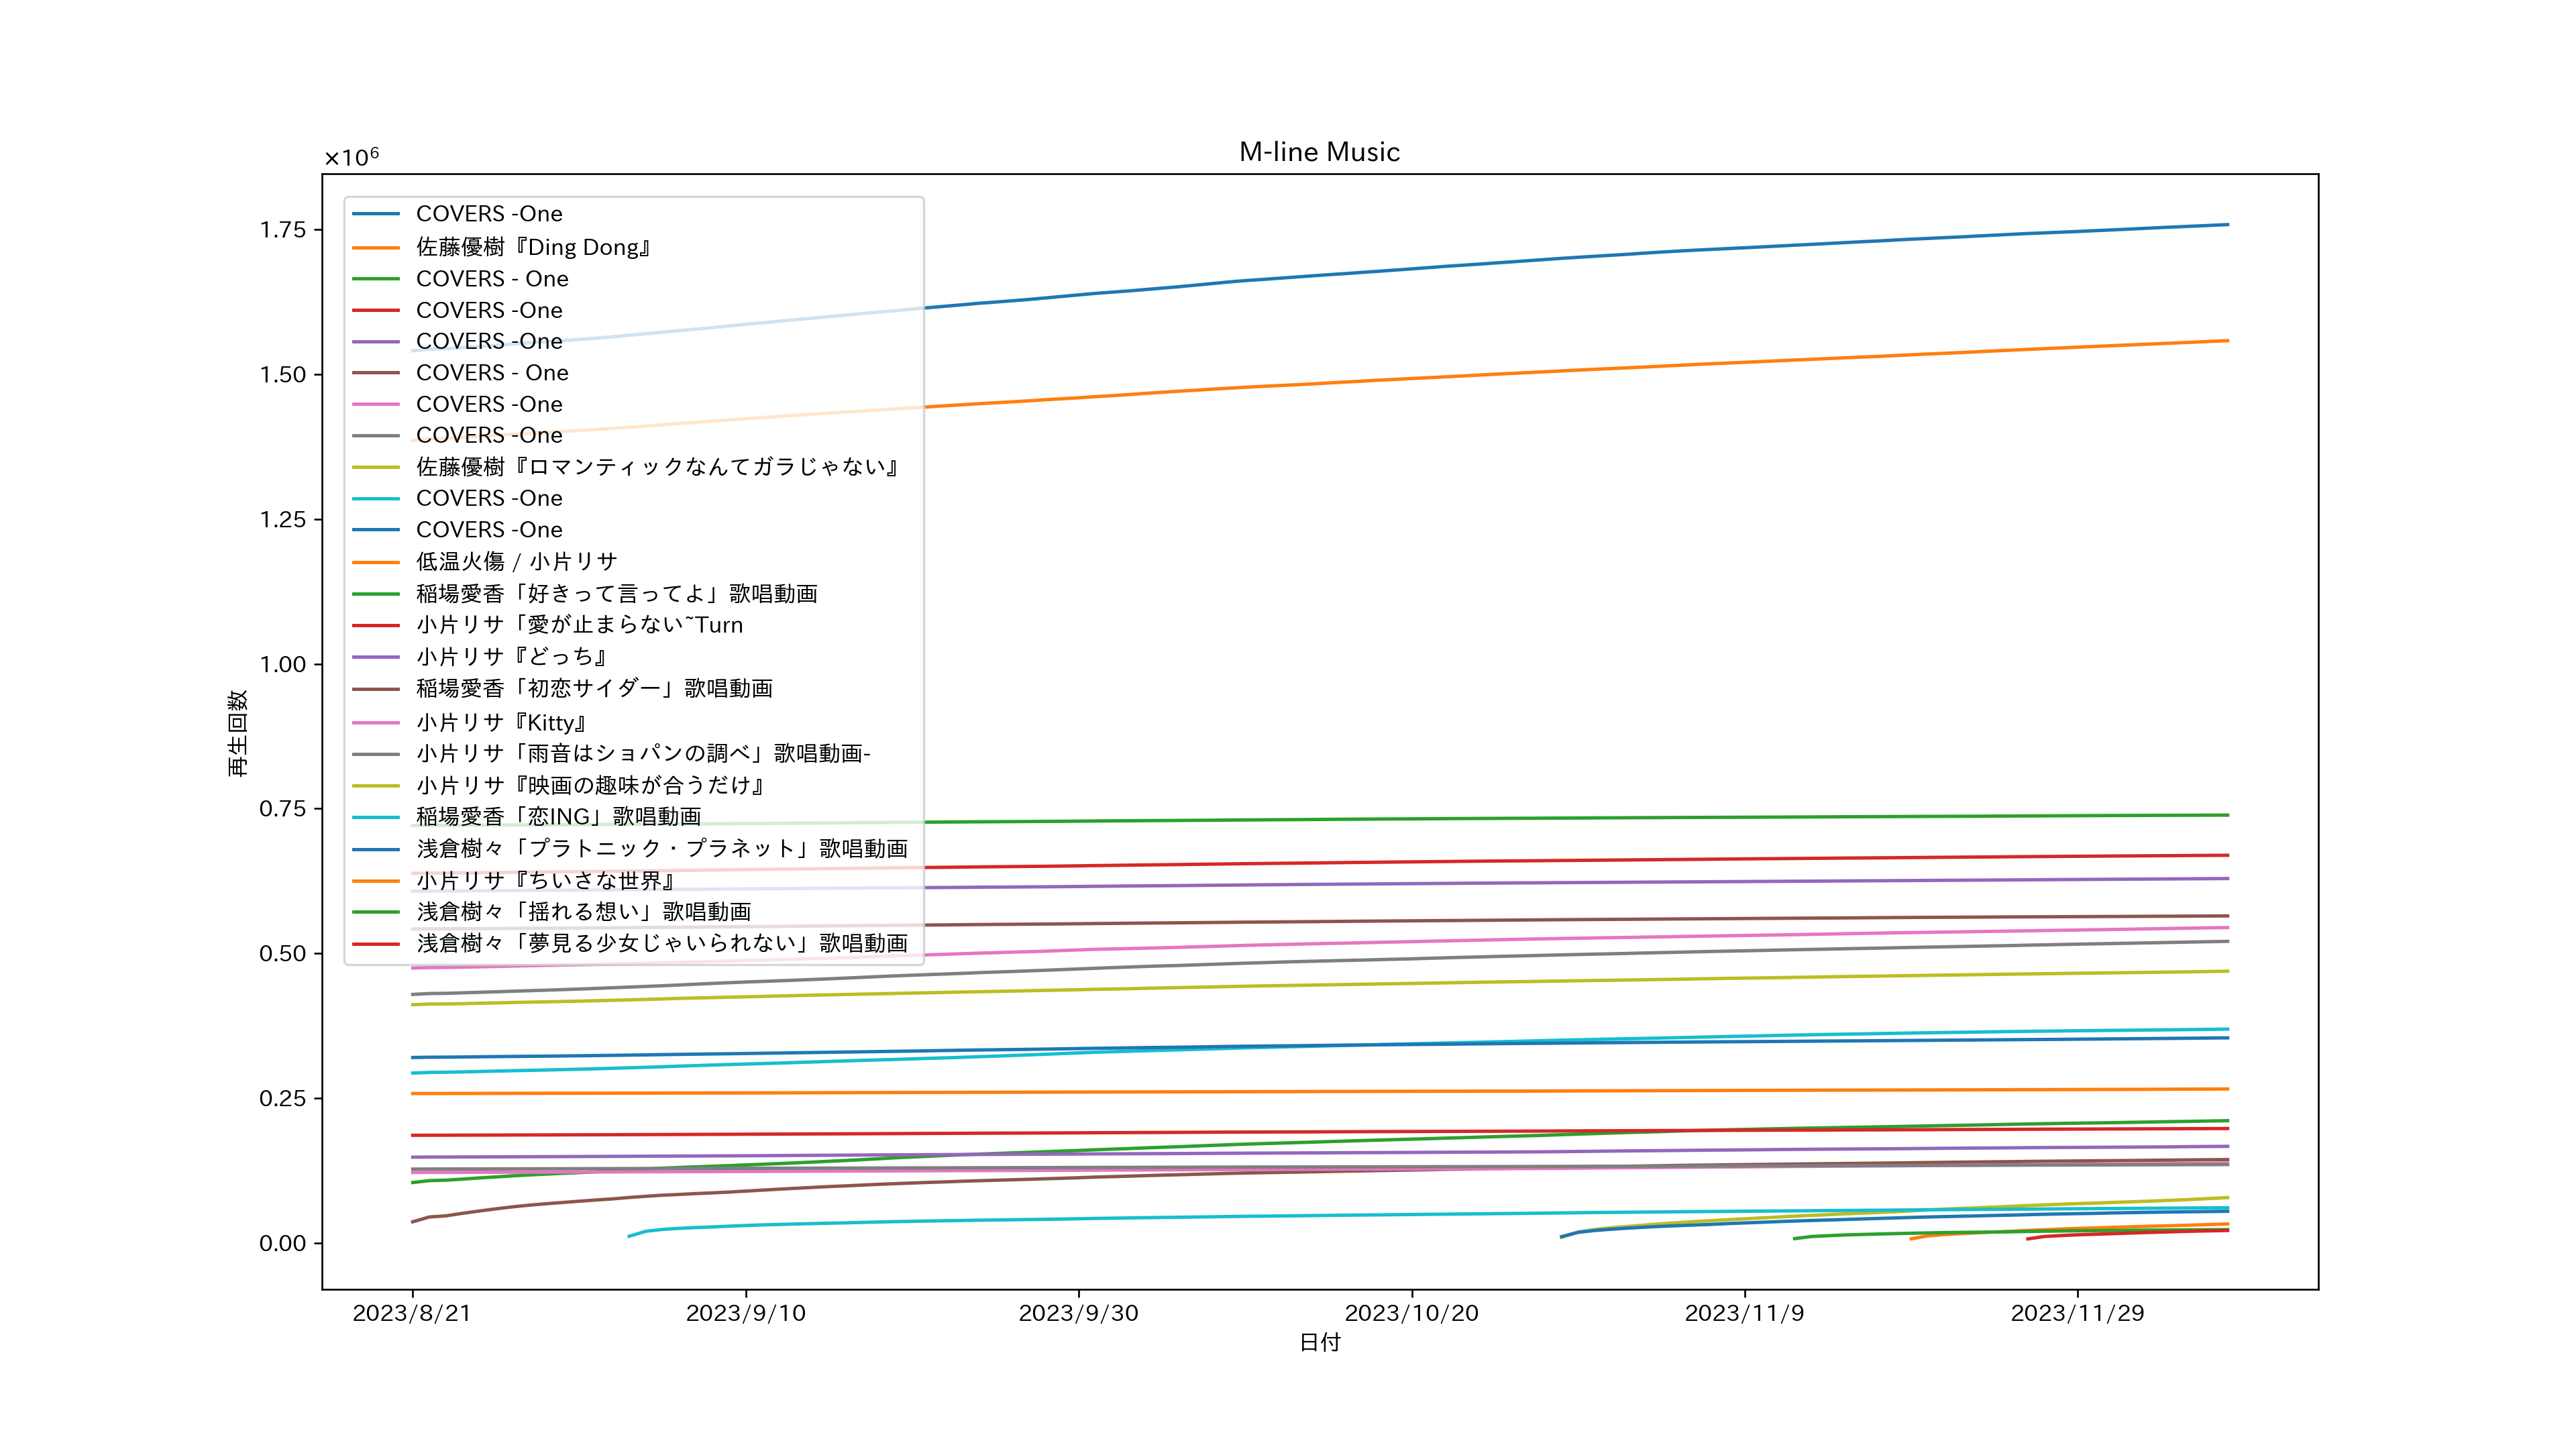 M-line Music
×10⁶
1.75
1.50
1.25
1.00
0.75
0.50
0.25
0.00
再生回数
COVERS -One
佐藤優樹『Ding Dong』
COVERS - One
COVERS -One
COVERS -One
COVERS - One
COVERS -One
COVERS -One
佐藤優樹『ロマンティックなんてガラじゃない』
COVERS -One
COVERS -One
低温火傷 / 小片リサ
稲場愛香「好きって言ってよ」歌唱動画
小片リサ「愛が止まらない~Turn
小片リサ『どっち』
稲場愛香「初恋サイダー」歌唱動画
小片リサ『Kitty』
小片リサ「雨音はショパンの調べ」歌唱動画-
小片リサ『映画の趣味が合うだけ』
稲場愛香「恋ING」歌唱動画
浅倉樹々「プラトニック・プラネット」歌唱動画
小片リサ『ちいさな世界』
浅倉樹々「揺れる想い」歌唱動画
浅倉樹々「夢見る少女じゃいられない」歌唱動画
2023/8/21
2023/9/10
2023/9/30
2023/10/20
2023/11/9
2023/11/29
日付